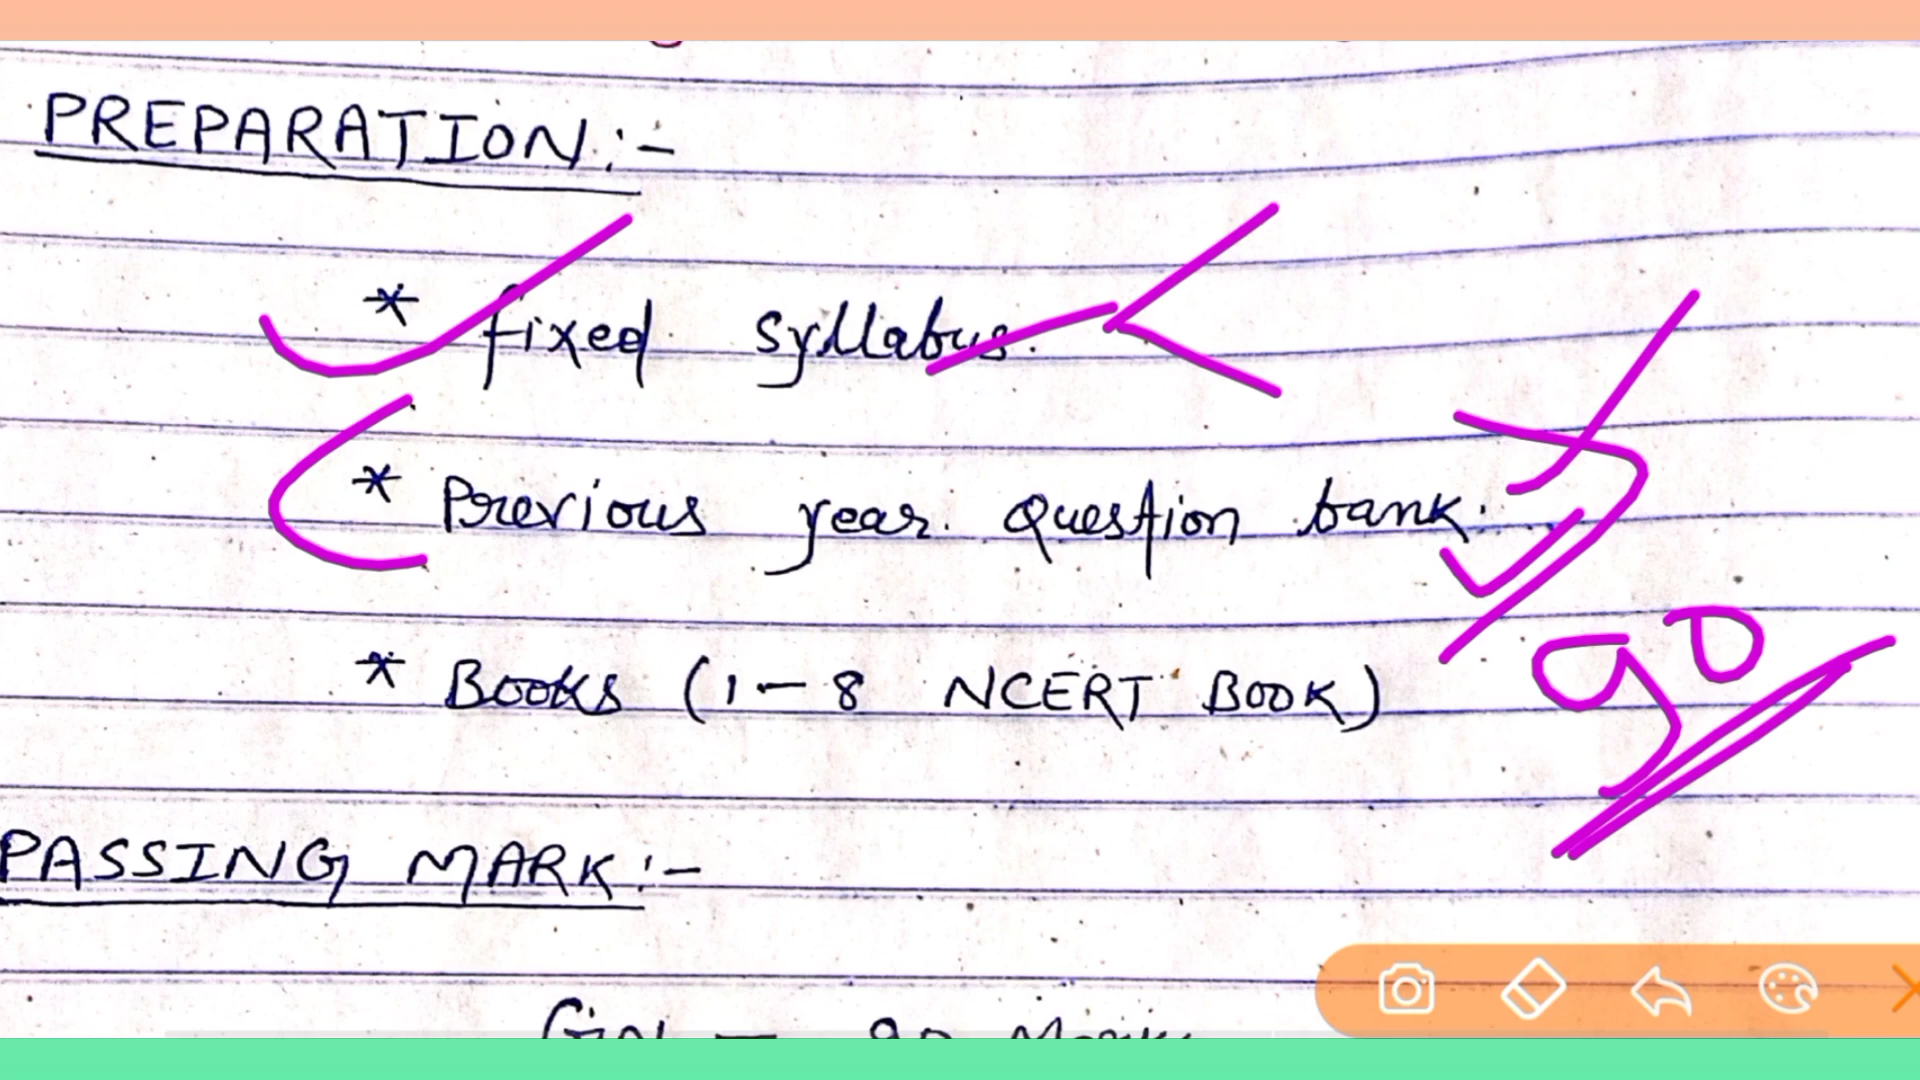 PREPARATION:-
* fixed syllabus.
* Previous year question bank.
90
* Books (1-8 NCERT BOOK)
PASSING MARK:-